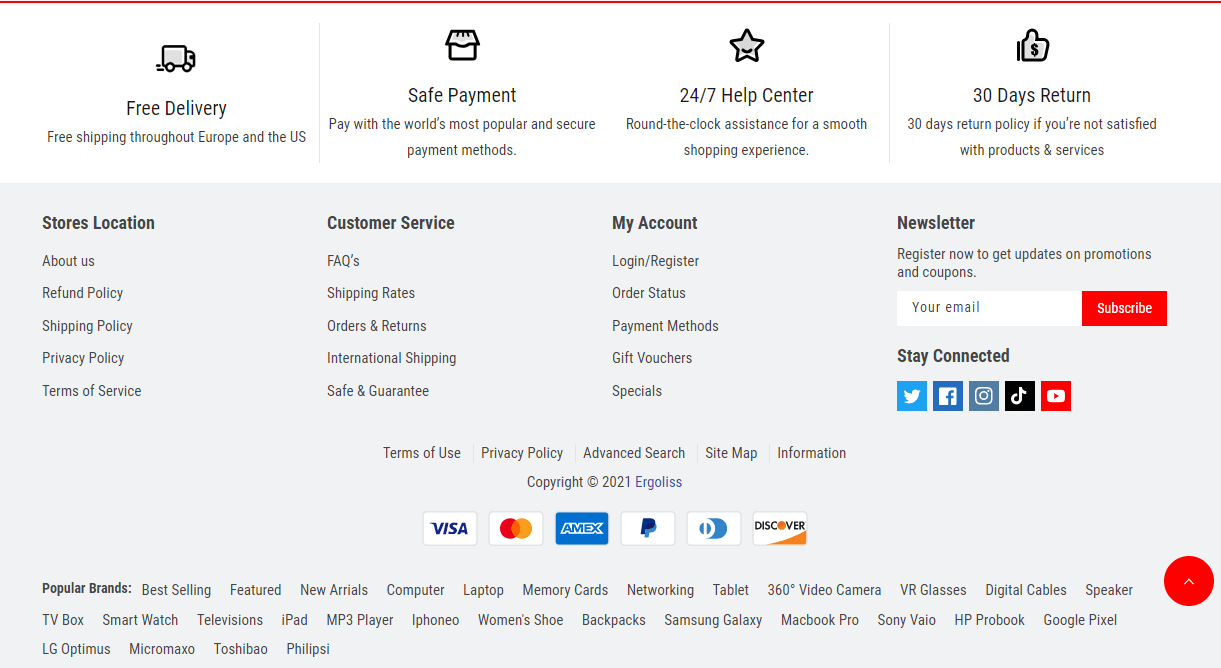 Free Delivery
Free shipping throughout Europe and the US
Safe Payment
Pay with the world’s most popular and secure
payment methods.
24/7 Help Center
Round-the-clock assistance for a smooth
shopping experience.
$
30 Days Return
30 days return policy if you’re not satisfied
with products & services
Stores Location
About us
Refund Policy
Shipping Policy
Privacy Policy
Terms of Service
Customer Service
FAQ’s
Shipping Rates
Orders & Returns
International Shipping
Safe & Guarantee
My Account
Login/Register
Order Status
Payment Methods
Gift Vouchers
Specials
Newsletter
Register now to get updates on promotions
and coupons.
Your email Subscribe
Stay Connected
Terms of Use Privacy Policy Advanced Search Site Map Information
Copyright © 2021 Ergoliss
VISA AMEX DISCOVER
Popular Brands: Best Selling Featured New Arrials Computer Laptop Memory Cards Networking Tablet 360° Video Camera VR Glasses Digital Cables Speaker
TV Box Smart Watch Televisions iPad MP3 Player Iphoneo Women's Shoe Backpacks Samsung Galaxy Macbook Pro Sony Vaio HP Probook Google Pixel
LG Optimus Micromaxo Toshibao Philipsi